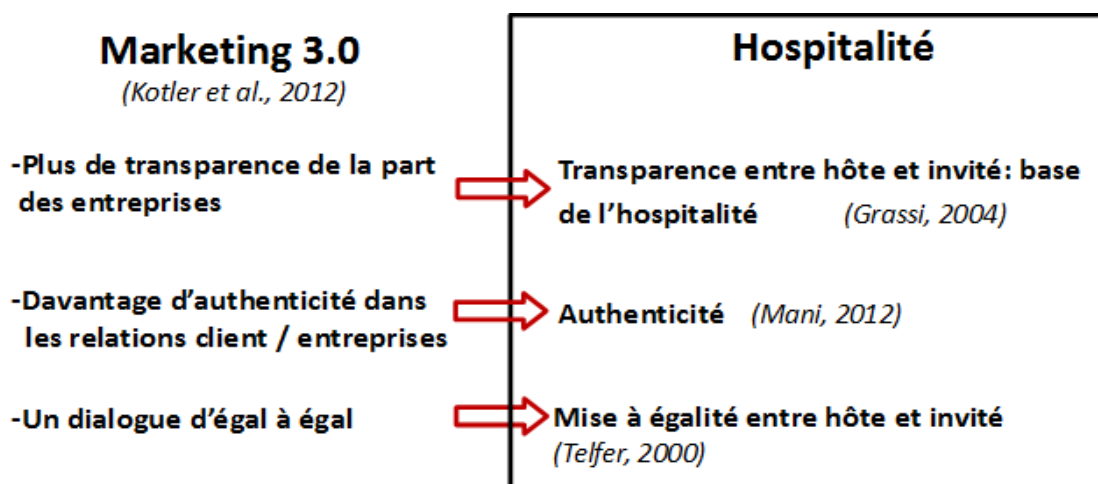 Marketing 3.0
(Kotler et al., 2012)
-Plus de transparence de la part
des entreprises
-Davantage d'authenticité dans
les relations client / entreprises
-Un dialogue d'égal à égal
Hospitalité
Transparence entre hôte et invité: base
de l'hospitalité (Grassi, 2004)
Authenticité (Mani, 2012)
Mise à égalité entre hôte et invité
(Telfer, 2000)